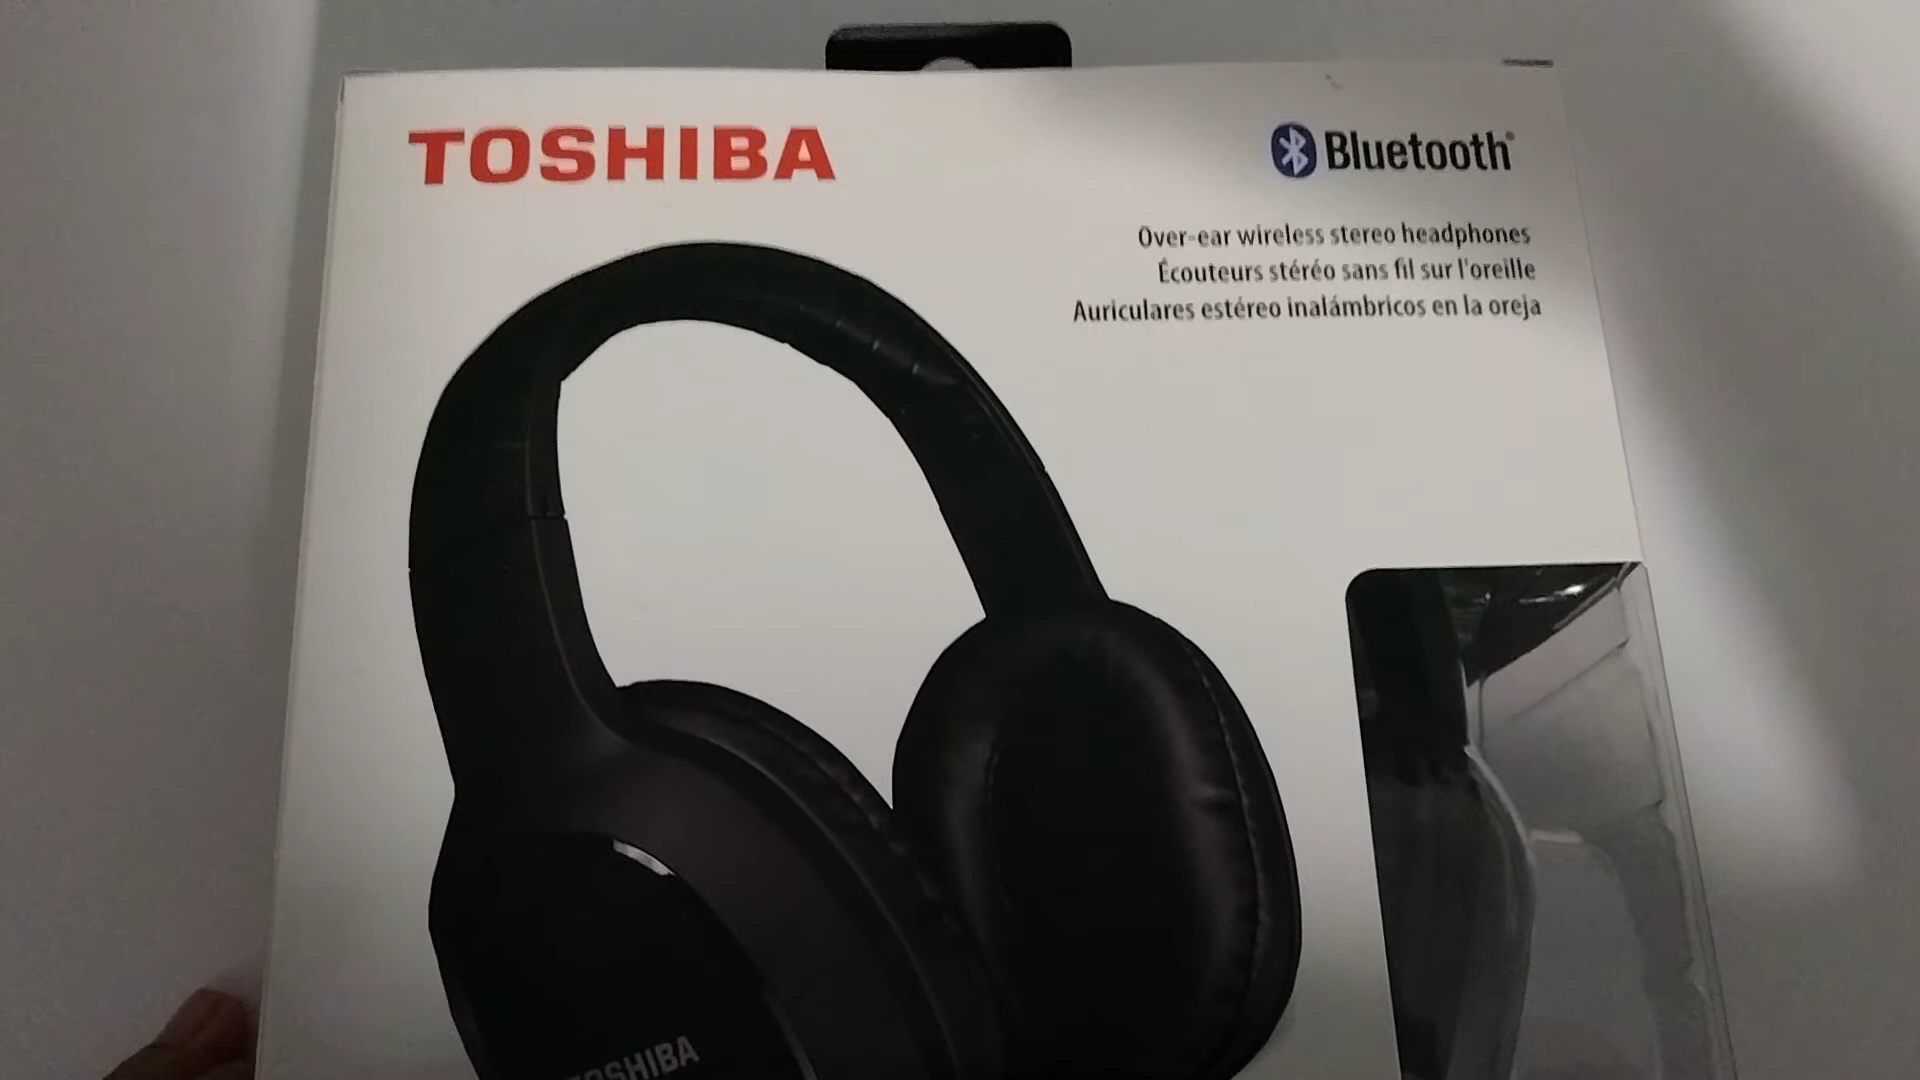 TOSHIBA
Bluetooth®
Over-ear wireless stereo headphones
Écouteurs stéréo sans fil sur l'oreille
Auriculares estéreo inalámbricos en la oreja
TOSHIBA